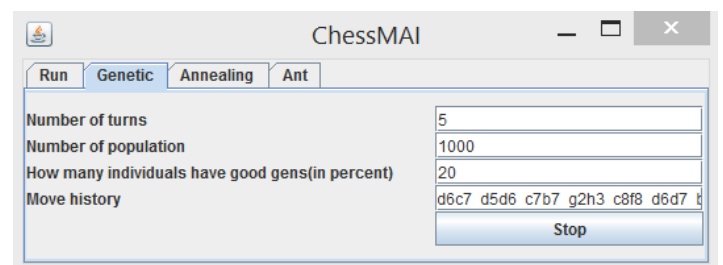 ChessMAI
Run Genetic Annealing Ant
Number of turns 5
Number of population 1000
How many individuals have good gens(in percent) 20
Move history d6c7 d5d6 c7b7 g2h3 c8f8 d6d7
Stop